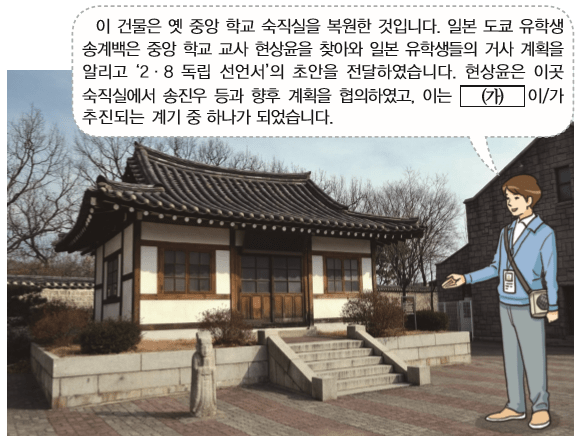 이 건물은 옛 중앙 학교 숙직실을 복원한 것입니다. 일본 도쿄 유학생
송계백은 중앙 학교 교사 현상윤을 찾아와 일본 유학생들의 거사 계획을
알리고 ‘2·8 독립 선언서’의 초안을 전달하였습니다. 현상윤은 이곳
숙직실에서 송진우 등과 향후 계획을 협의하였고, 이는 (가) 이/가
추진되는 계기 중 하나가 되었습니다.